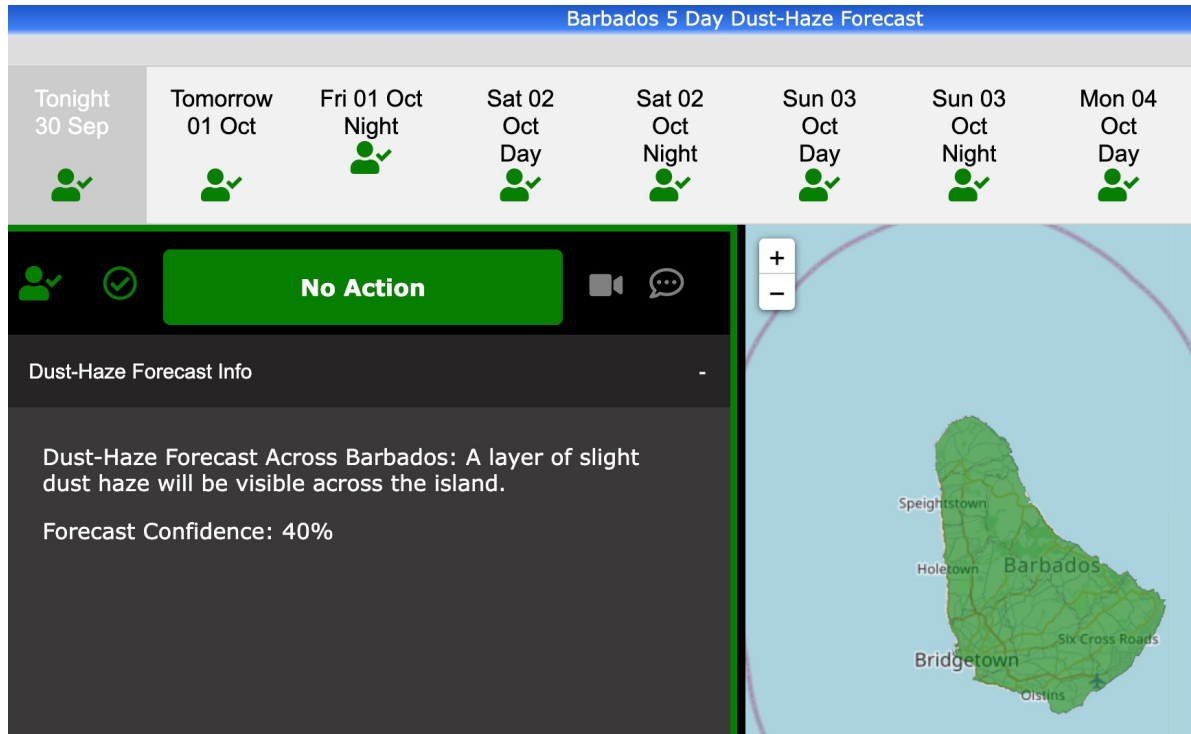 Barbados 5 Day Dust-Haze Forecast
Tonight
30 Sep
Tomorrow
01 Oct
Fri 01 Oct
Night
Sat 02
Oct
Day
Sat 02
Oct
Night
Sun 03
Oct
Day
Sun 03
Oct
Night
Mon 04
Oct
Day
No Action
Dust-Haze Forecast Info
-
Dust-Haze Forecast Across Barbados: A layer of slight
dust haze will be visible across the island.
Forecast Confidence: 40%
+
−
Speightstown
Holetown
Barbados
Six Cross Roads
Bridgetown
Oistins